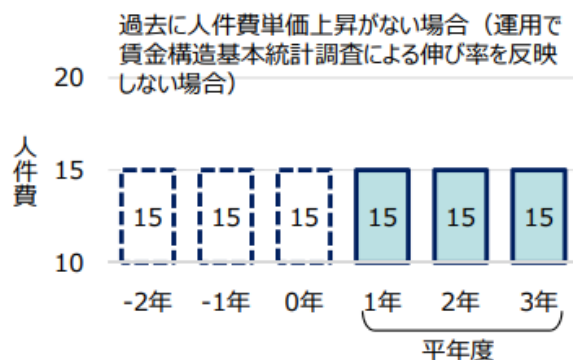 過去に人件費単価上昇がない場合（運用で
賃金構造基本統計調査による伸び率を反映
しない場合）
20
人件費
15
15 15 15 15 15 15
10
-2年 -1年 0年 1年 2年 3年
平年度